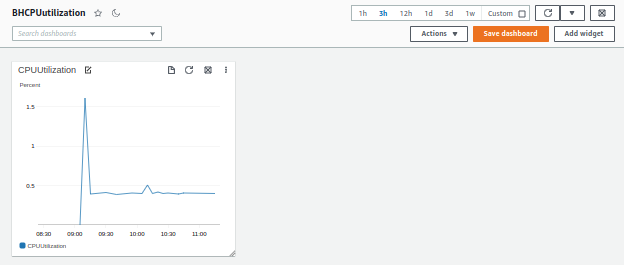 BHCPUutilization
1h 3h 12h 1d 3d 1w Custom
Search dashboards
Actions Save dashboard Add widget
CPUUtilization
Percent
1.5
1
0.5
08:30 09:00 09:30 10:00 10:30 11:00
CPUUtilization